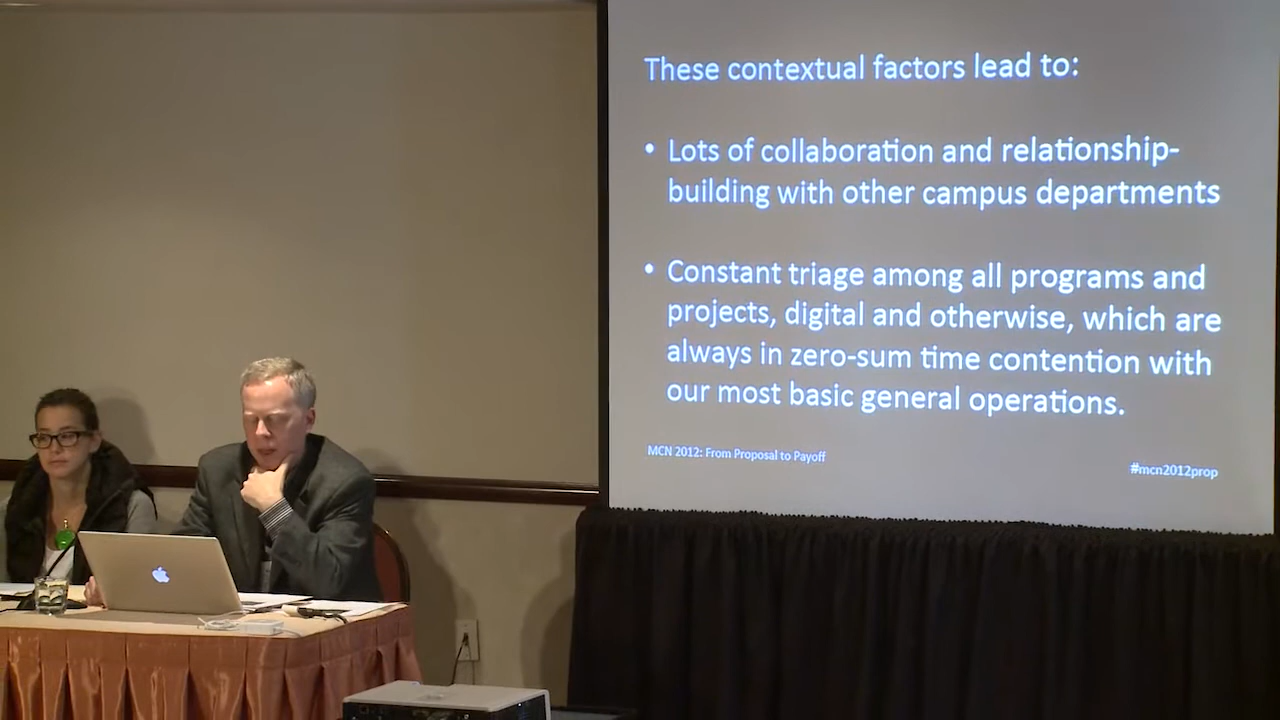 These contextual factors lead to:
• Lots of collaboration and relationship-
building with other campus departments
• Constant triage among all programs and
projects, digital and otherwise, which are
always in zero-sum time contention with
our most basic general operations.
MCN 2012: From Proposal to Payoff
#mcn2012prop